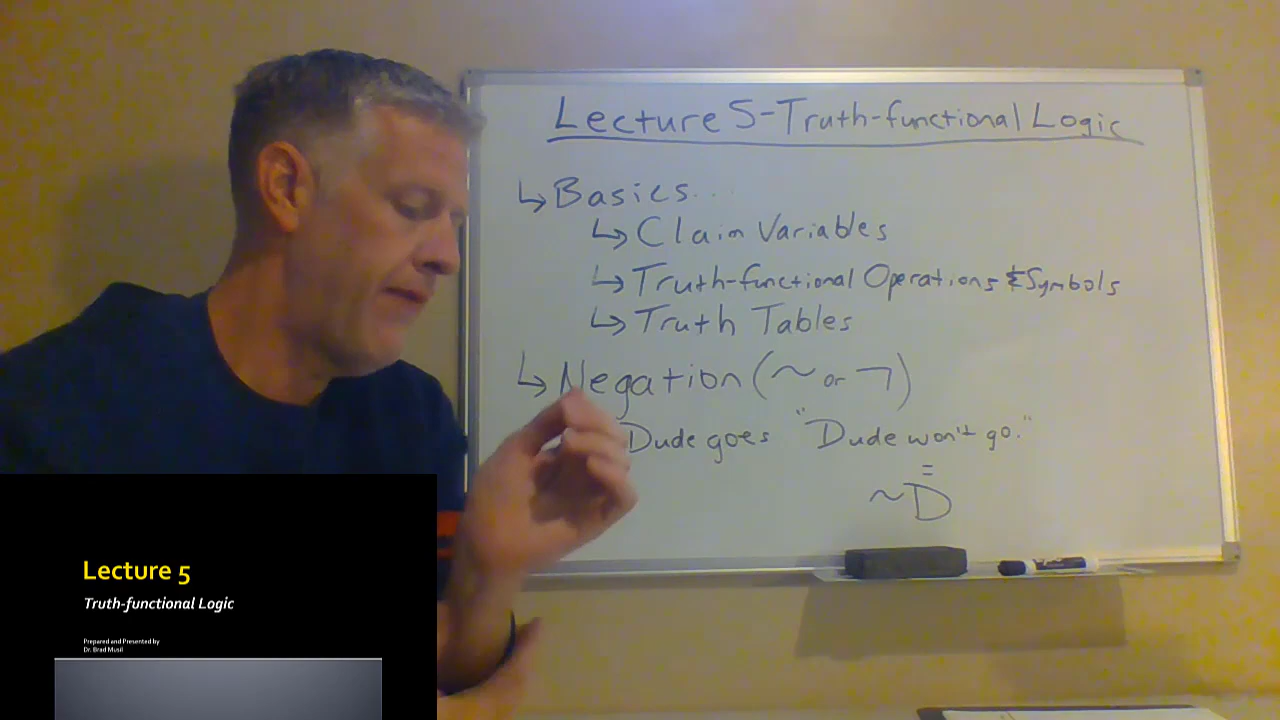 Lecture 5-Truth-functional Logic
↳ Basics...
↳ Claim Variables
↳ Truth-functional Operations & Symbols
↳ Truth Tables
↳ Negation (~ or ¬)
Dude goes "Dude won't go."
=
~D
Lecture 5
Truth-functional Logic
Prepared and Presented by
Dr. Brad Musil